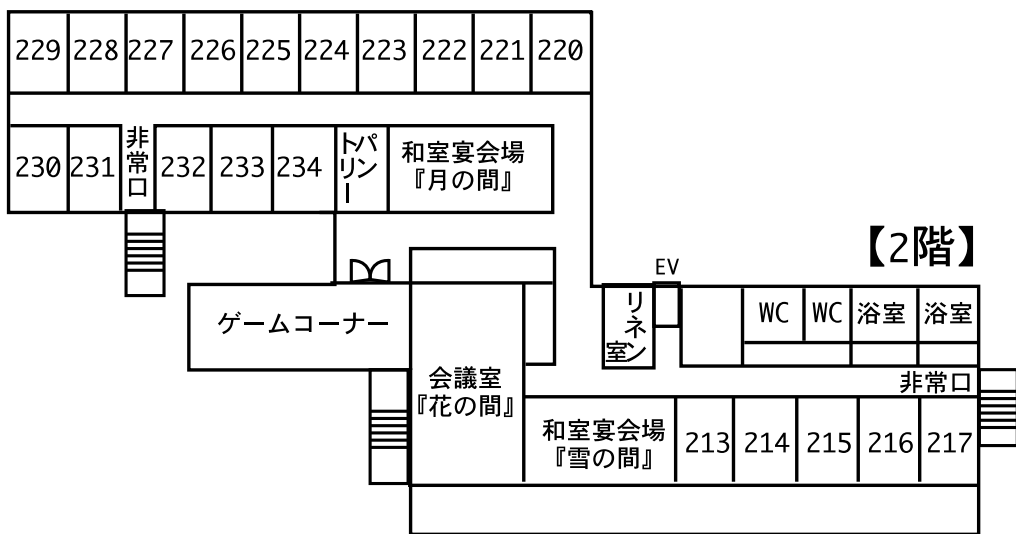 229 228 227 226 225 224 223 222 221 220
230 231
非常口
232 233 234
パントリー
和室宴会場
『月の間』
【2階】
EV
リネン室
WC WC 浴室 浴室
ゲームコーナー
会議室
『花の間』
非常口
和室宴会場
『雪の間』
213 214 215 216 217